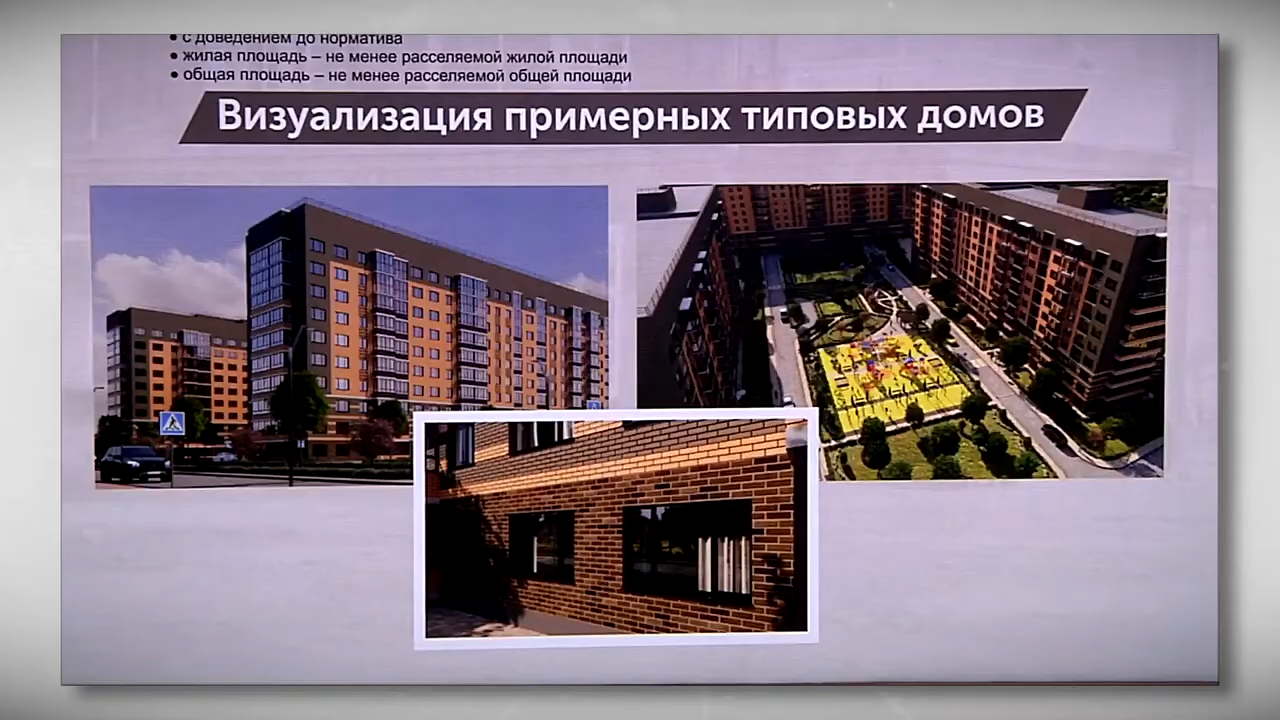 • с доведением до норматива
• жилая площадь – не менее расселяемой жилой площади
• общая площадь – не менее расселяемой общей площади
Визуализация примерных типовых домов